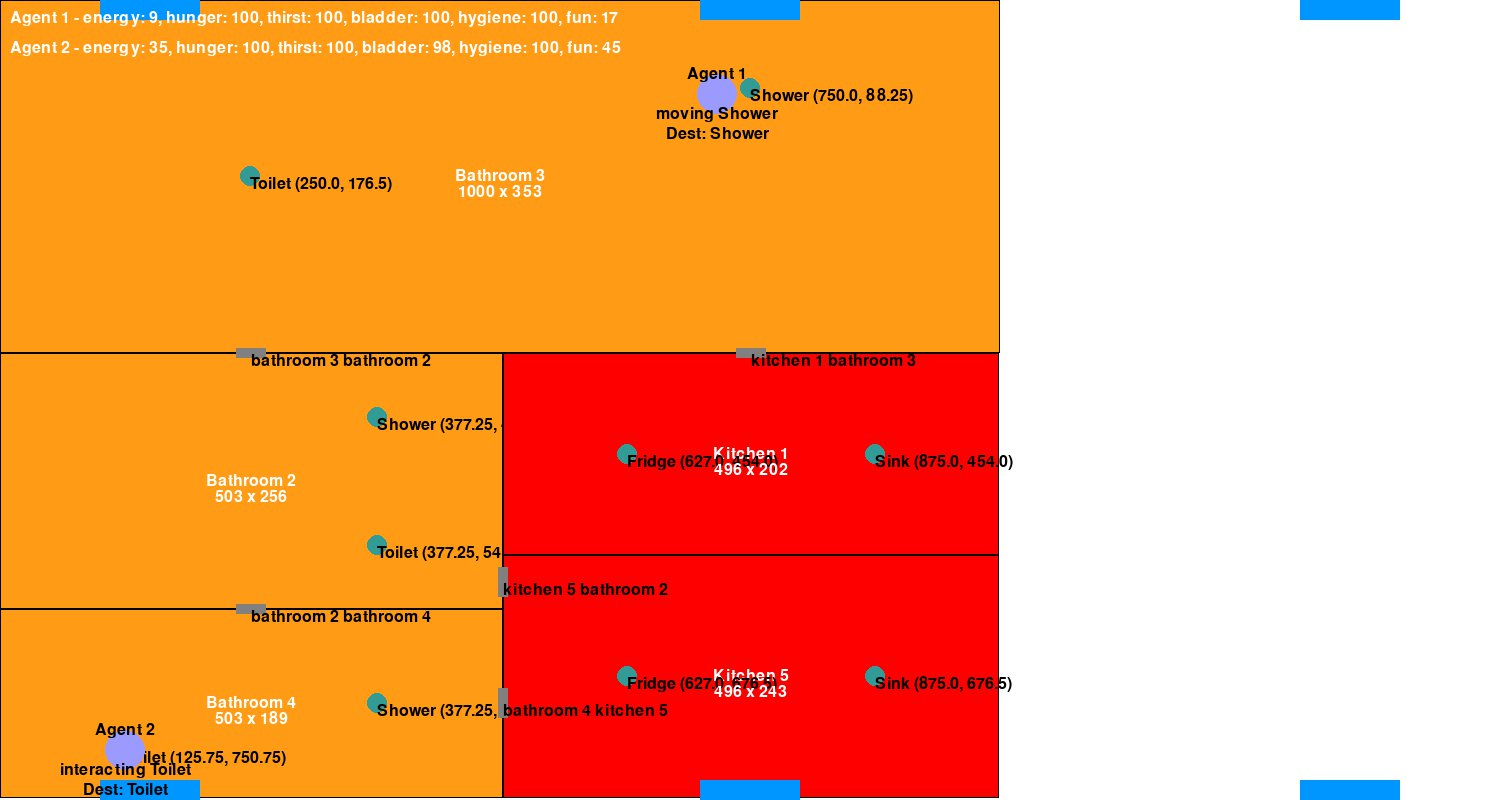 Agent 1 - energy: 9, hunger: 100, thirst: 100, bladder: 100, hygiene: 100, fun: 17
Agent 2 - energy: 35, hunger: 100, thirst: 100, bladder: 98, hygiene: 100, fun: 45
Agent 1
Shower (750.0, 88.25)
moving Shower
Dest: Shower
Toilet (250.0, 176.5)
Bathroom 3
1000 x 353
bathroom 3 bathroom 2
kitchen 1 bathroom 3
Shower (377.25,
Fridge (627.0, 454.0)
Kitchen 1
496 x 202
Sink (875.0, 454.0)
Bathroom 2
503 x 256
Toilet (377.25, 54
kitchen 5 bathroom 2
bathroom 2 bathroom 4
Fridge (627.0, 676.5)
Kitchen 5
496 x 243
Sink (875.0, 676.5)
Bathroom 4
503 x 189
Shower (377.25,
bathroom 4 kitchen 5
Agent 2
ilet (125.75, 750.75)
interacting Toilet
Dest: Toilet